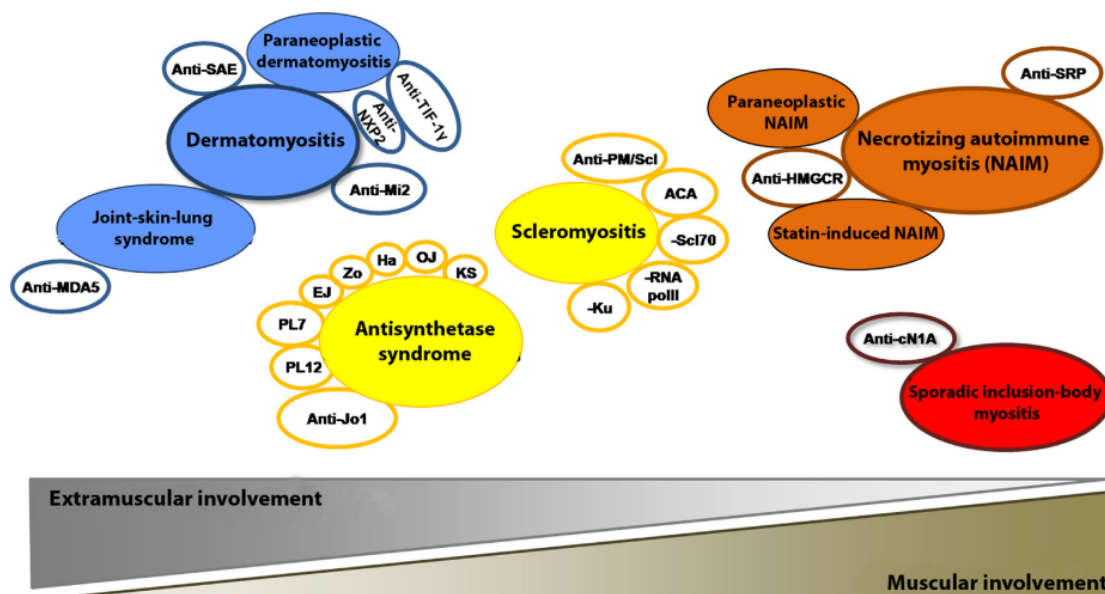 Paraneoplastic
dermatomyositis
Anti-SAE
Anti-TIF-1γ
Anti-
NXP2
Dermatomyositis
Anti-Mi2
Joint-skin-lung
syndrome
Anti-MDA5
Anti-SRP
Paraneoplastic
NAIM
Necrotizing autoimmune
myositis (NAIM)
Anti-HMGCR
Statin-induced NAIM
Anti-PM/Scl
ACA
Scleromyositis
-Scl70
-RNA
polII
-Ku
OJ
Ha
KS
Zo
EJ
PL7
Antisynthetase
syndrome
PL12
Anti-Jo1
Anti-cN1A
Sporadic inclusion-body
myositis
Extramuscular involvement
Muscular involvement